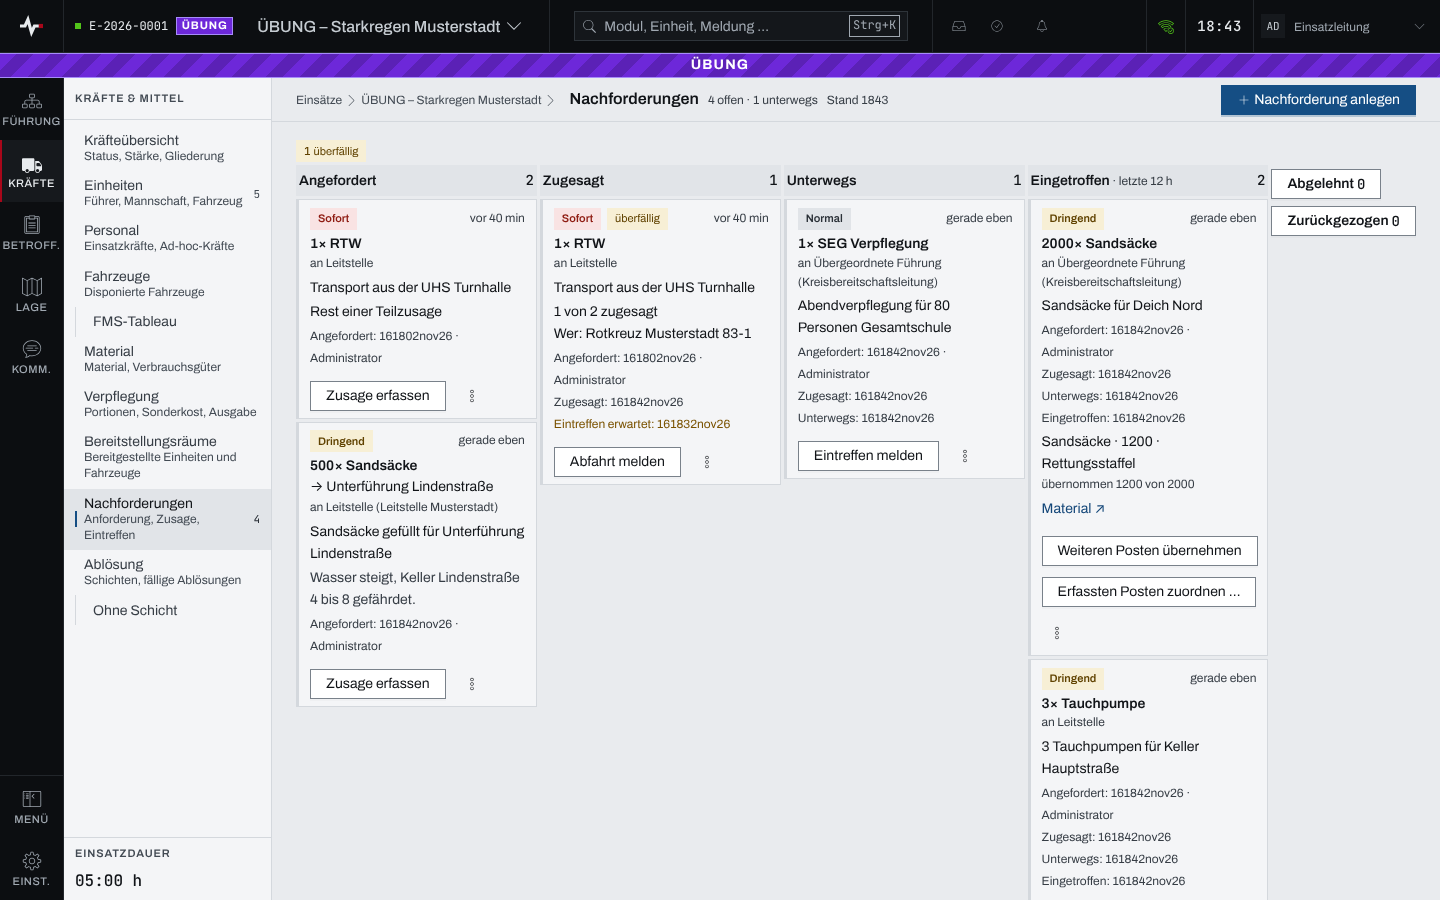 E-2026-0001 ÜBUNG ÜBUNG – Starkregen Musterstadt Modul, Einheit, Meldung ... Strg+K 18:43 AD Einsatzleitung
ÜBUNG
FÜHRUNG
KRÄFTE
BETROFF.
LAGE
KOMM.
MENÜ
EINST.
KRÄFTE & MITTEL
Kräfteübersicht
Status, Stärke, Gliederung
Einheiten
Führer, Mannschaft, Fahrzeug 5
Personal
Einsatzkräfte, Ad-hoc-Kräfte
Fahrzeuge
Disponierte Fahrzeuge
FMS-Tableau
Material
Material, Verbrauchsgüter
Verpflegung
Portionen, Sonderkost, Ausgabe
Bereitstellungsräume
Bereitgestellte Einheiten und
Fahrzeuge
Nachforderungen
Anforderung, Zusage, 4
Eintreffen
Ablösung
Schichten, fällige Ablösungen
Ohne Schicht
EINSATZDAUER
05:00 h
Einsätze ÜBUNG – Starkregen Musterstadt Nachforderungen 4 offen · 1 unterwegs Stand 1843
+ Nachforderung anlegen
1 überfällig
Angefordert 2
Sofort vor 40 min
1× RTW
an Leitstelle
Transport aus der UHS Turnhalle
Rest einer Teilzusage
Angefordert: 161802nov26 ·
Administrator
Zusage erfassen
Dringend gerade eben
500× Sandsäcke
→ Unterführung Lindenstraße
an Leitstelle (Leitstelle Musterstadt)
Sandsäcke gefüllt für Unterführung
Lindenstraße
Wasser steigt, Keller Lindenstraße
4 bis 8 gefährdet.
Angefordert: 161842nov26 ·
Administrator
Zusage erfassen
Zugesagt 1
Sofort überfällig vor 40 min
1× RTW
an Leitstelle
Transport aus der UHS Turnhalle
1 von 2 zugesagt
Wer: Rotkreuz Musterstadt 83-1
Angefordert: 161802nov26 ·
Administrator
Zugesagt: 161842nov26
Eintreffen erwartet: 161832nov26
Abfahrt melden
Unterwegs 1
Normal gerade eben
1× SEG Verpflegung
an Übergeordnete Führung
(Kreisbereitschaftsleitung)
Abendverpflegung für 80
Personen Gesamtschule
Angefordert: 161842nov26 ·
Administrator
Zugesagt: 161842nov26
Unterwegs: 161842nov26
Eintreffen melden
Eingetroffen · letzte 12 h 2
Dringend gerade eben
2000× Sandsäcke
an Übergeordnete Führung
(Kreisbereitschaftsleitung)
Sandsäcke für Deich Nord
Angefordert: 161842nov26 ·
Administrator
Zugesagt: 161842nov26
Unterwegs: 161842nov26
Eingetroffen: 161842nov26
Sandsäcke · 1200 ·
Rettungsstaffel
übernommen 1200 von 2000
Material ↗
Weiteren Posten übernehmen
Erfassten Posten zuordnen ...
Dringend gerade eben
3× Tauchpumpe
an Leitstelle
3 Tauchpumpen für Keller
Hauptstraße
Angefordert: 161842nov26 ·
Administrator
Zugesagt: 161842nov26
Unterwegs: 161842nov26
Eingetroffen: 161842nov26
Abgelehnt 0
Zurückgezogen 0